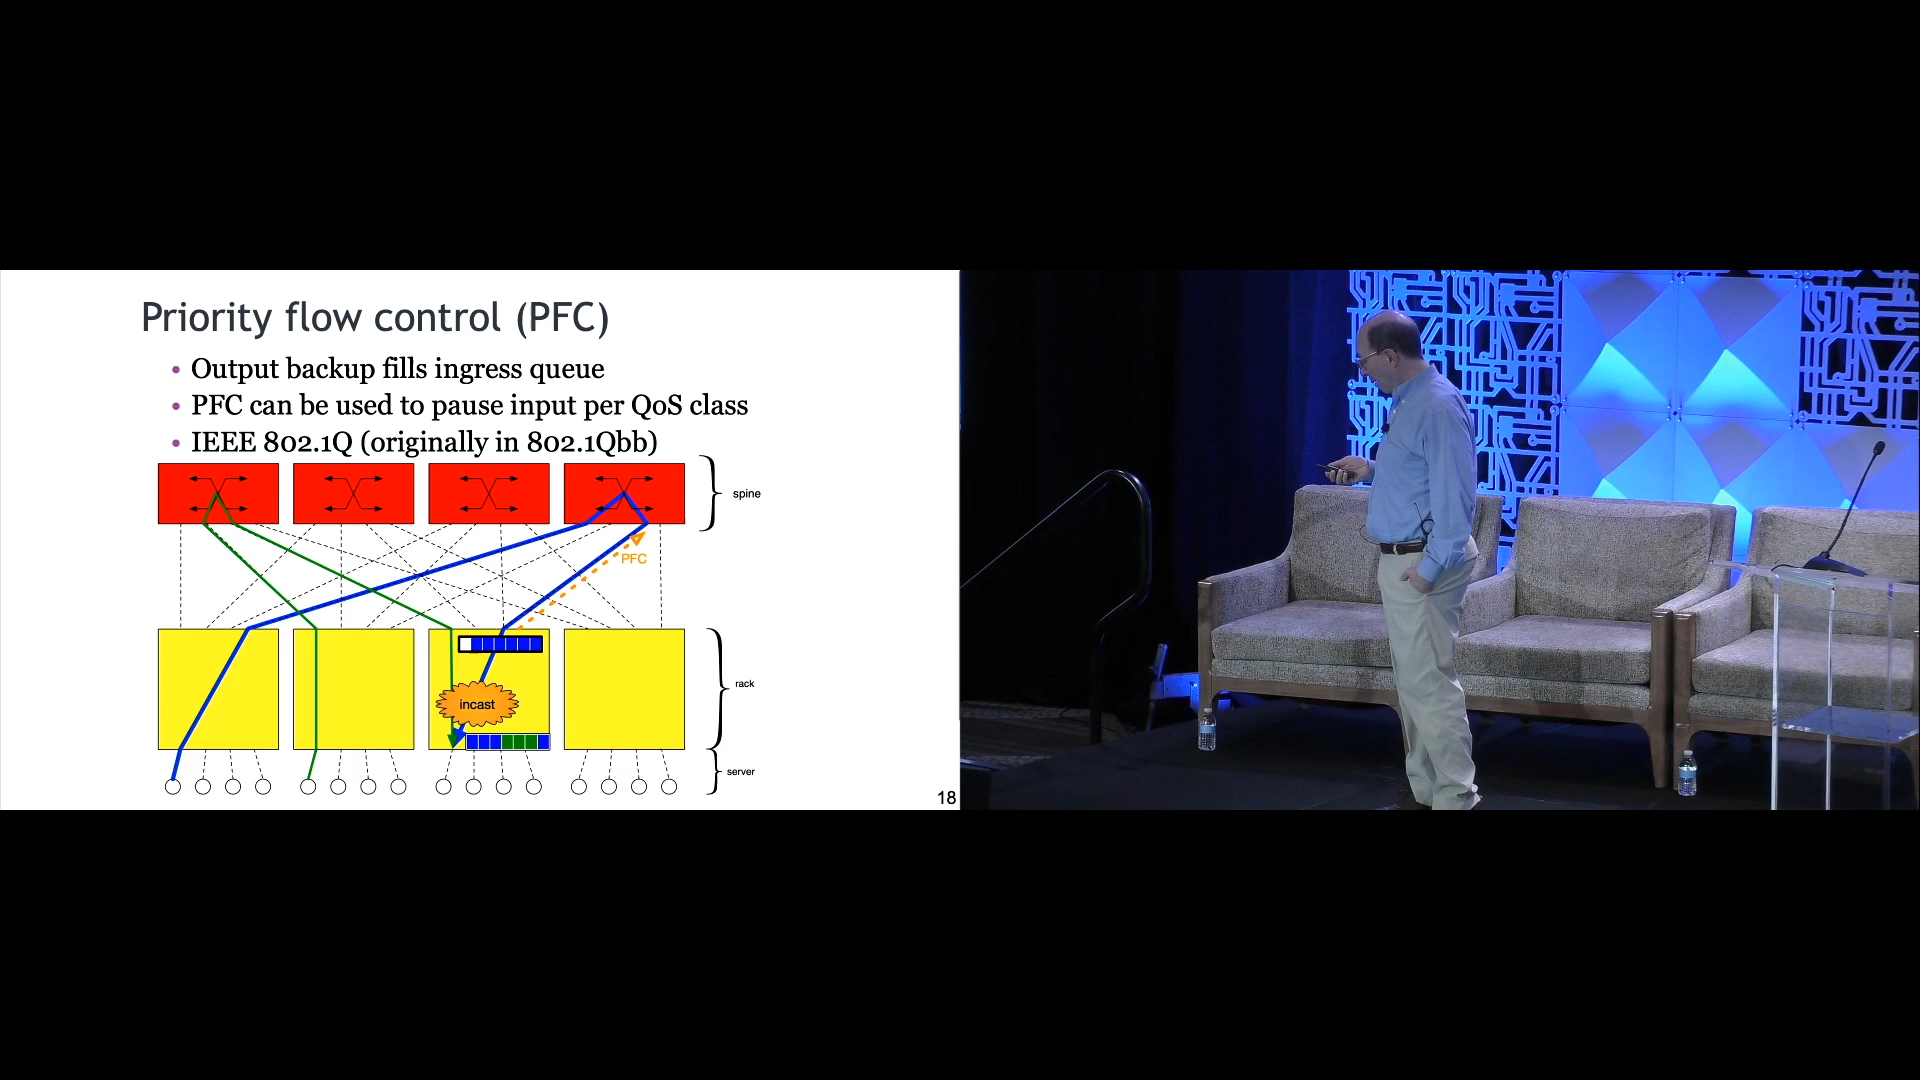 Priority flow control (PFC)
• Output backup fills ingress queue
• PFC can be used to pause input per QoS class
• IEEE 802.1Q (originally in 802.1Qbb)
spine
PFC
rack
incast
server
18